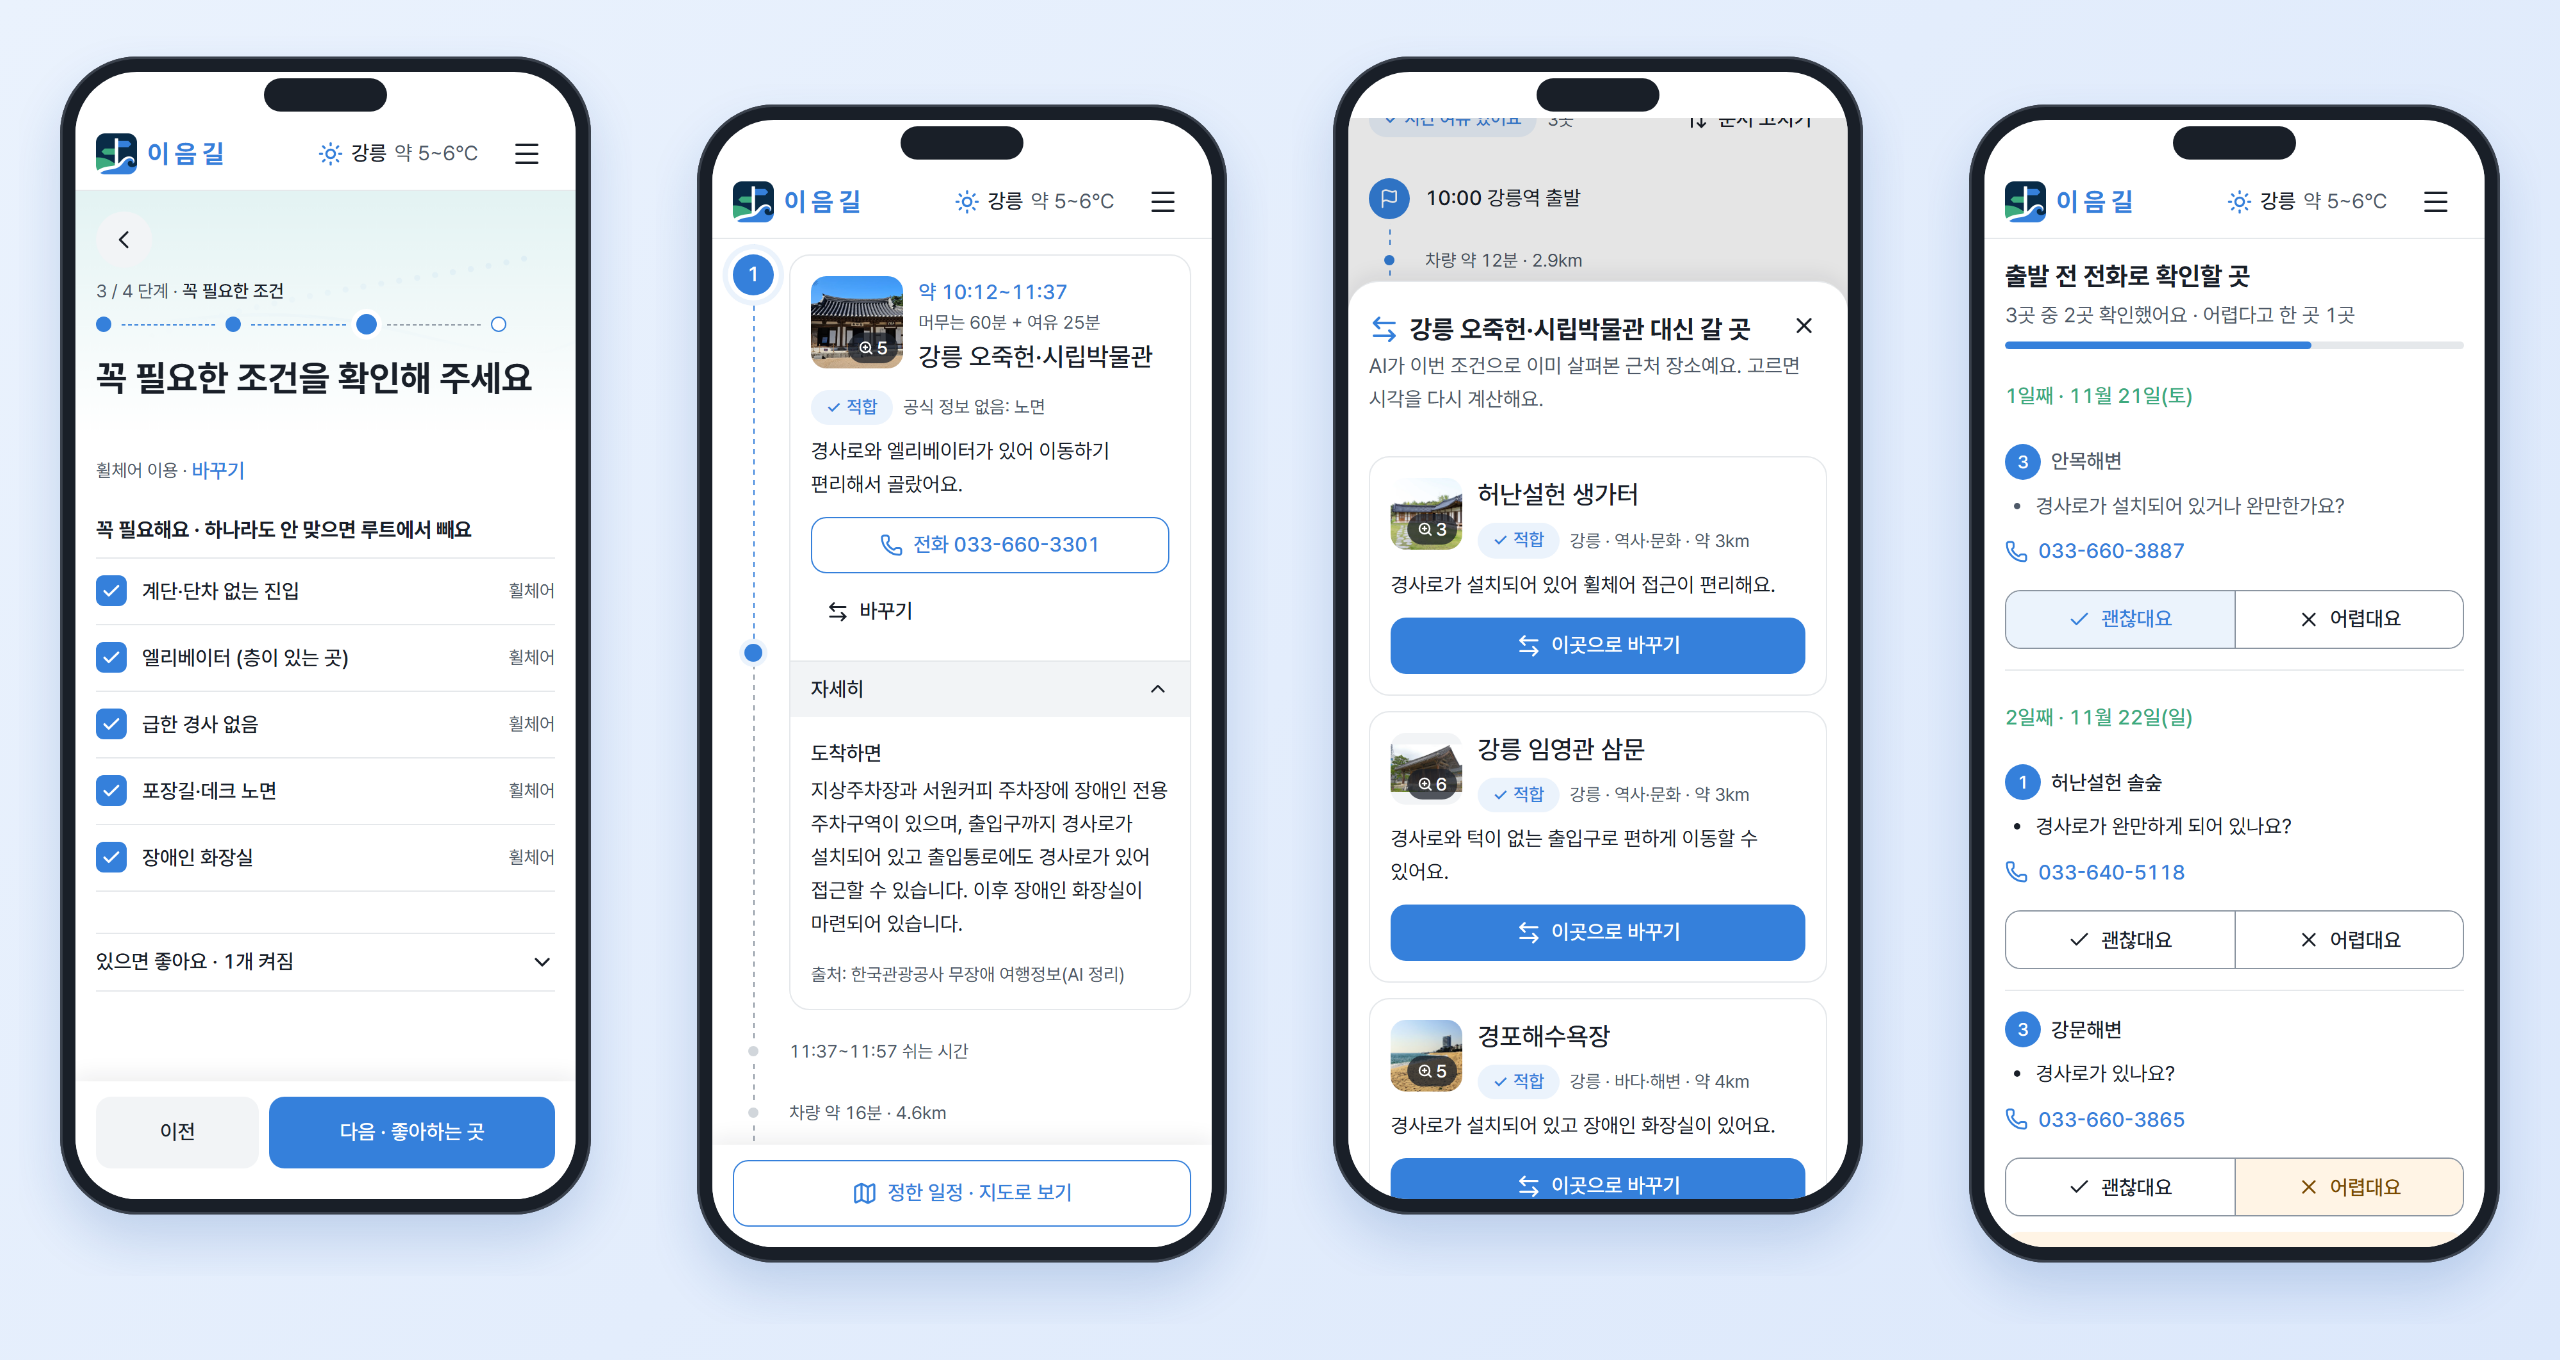 이음길
강릉 약 5~6°C
3 / 4 단계 · 꼭 필요한 조건
꼭 필요한 조건을 확인해 주세요
휠체어 이용 · 바꾸기
꼭 필요해요 · 하나라도 안 맞으면 루트에서 빼요
계단·단차 없는 진입 휠체어
엘리베이터 (층이 있는 곳) 휠체어
급한 경사 없음 휠체어
포장길·데크 노면 휠체어
장애인 화장실 휠체어
있으면 좋아요 · 1개 켜짐
이전
다음 · 좋아하는 곳
이음길
강릉 약 5~6°C
1
약 10:12~11:37
머무는 60분 + 여유 25분
강릉 오죽헌·시립박물관
5
적합 공식 정보 없음: 노면
경사로와 엘리베이터가 있어 이동하기
편리해서 골랐어요.
전화 033-660-3301
바꾸기
자세히
도착하면
지상주차장과 서원커피 주차장에 장애인 전용
주차구역이 있으며, 출입구까지 경사로가
설치되어 있고 출입통로에도 경사로가 있어
접근할 수 있습니다. 이후 장애인 화장실이
마련되어 있습니다.
출처: 한국관광공사 무장애 여행정보(AI 정리)
11:37~11:57 쉬는 시간
차량 약 16분 · 4.6km
정한 일정 · 지도로 보기
시간 여유 있어요 3곳 순서 고치기
10:00 강릉역 출발
차량 약 12분 · 2.9km
강릉 오죽헌·시립박물관 대신 갈 곳
AI가 이번 조건으로 이미 살펴본 근처 장소예요. 고르면
시각을 다시 계산해요.
허난설헌 생가터
3
적합 강릉 · 역사·문화 · 약 3km
경사로가 설치되어 있어 휠체어 접근이 편리해요.
이곳으로 바꾸기
강릉 임영관 삼문
6
적합 강릉 · 역사·문화 · 약 3km
경사로와 턱이 없는 출입구로 편하게 이동할 수
있어요.
이곳으로 바꾸기
경포해수욕장
5
적합 강릉 · 바다·해변 · 약 4km
경사로가 설치되어 있고 장애인 화장실이 있어요.
이곳으로 바꾸기
이음길
강릉 약 5~6°C
출발 전 전화로 확인할 곳
3곳 중 2곳 확인했어요 · 어렵다고 한 곳 1곳
1일째 · 11월 21일(토)
3 안목해변
• 경사로가 설치되어 있거나 완만한가요?
033-660-3887
괜찮대요 어렵대요
2일째 · 11월 22일(일)
1 허난설헌 솔숲
• 경사로가 완만하게 되어 있나요?
033-640-5118
괜찮대요 어렵대요
3 강문해변
• 경사로가 있나요?
033-660-3865
괜찮대요 어렵대요